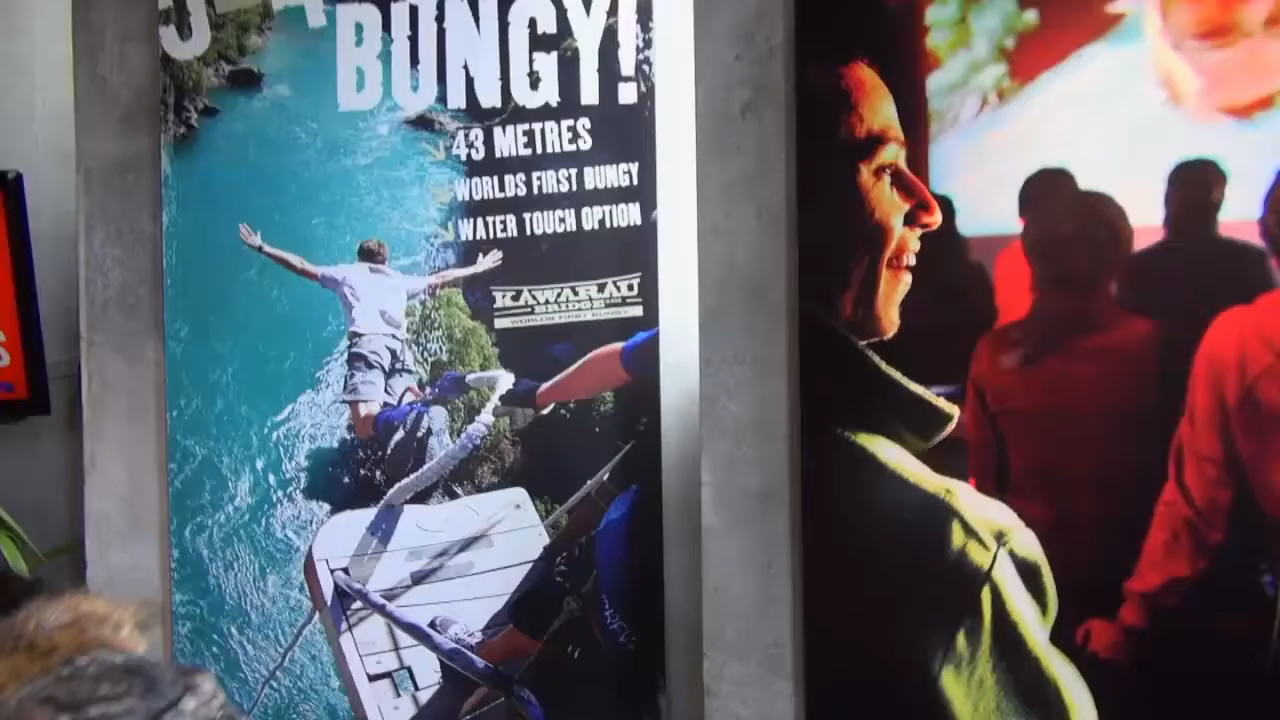 BUNGY!
43 METRES
WORLDS FIRST BUNGY
WATER TOUCH OPTION
KAWARAU
BRIDGE
WORLDS FIRST BUNGY
S